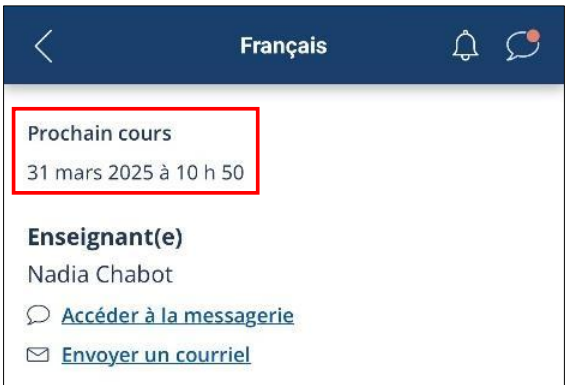 Français
Prochain cours
31 mars 2025 à 10 h 50
Enseignant(e)
Nadia Chabot
Accéder à la messagerie
Envoyer un courriel